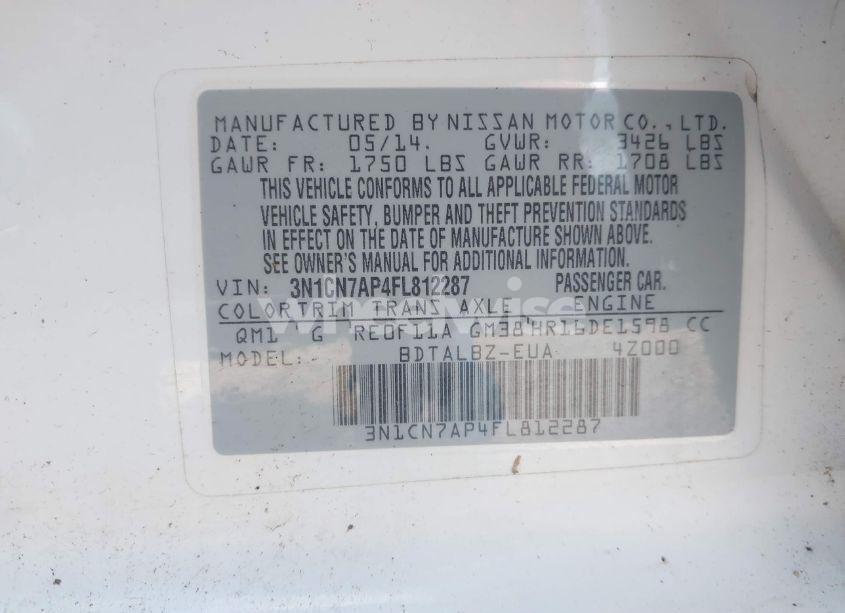 MANUFACTURED BY NISSAN MOTOR CO., LTD.
DATE: 05/14. GVWR: 3426 LBS
GAWR FR: 1750 LBS GAWR RR: 1708 LBS
THIS VEHICLE CONFORMS TO ALL APPLICABLE FEDERAL MOTOR
VEHICLE SAFETY, BUMPER AND THEFT PREVENTION STANDARDS
IN EFFECT ON THE DATE OF MANUFACTURE SHOWN ABOVE.
SEE OWNER'S MANUAL FOR ADDITIONAL INFORMATION.
VIN: 3N1CN7AP4FL812287 PASSENGER CAR.
COLOR TRIM TRANS AXLE ENGINE
QM1 G RE0F11A GM38 HR16DE1598 CC
MODEL: BDTALBZ-EUA 4Z000
3N1CN7AP4FL812287